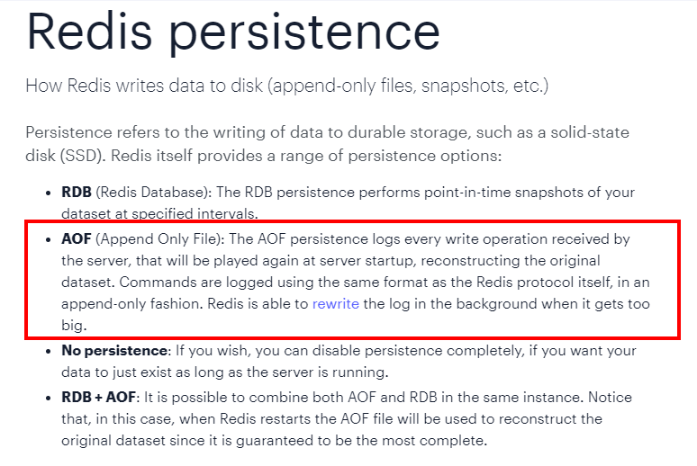 Redis persistence
How Redis writes data to disk (append-only files, snapshots, etc.)
Persistence refers to the writing of data to durable storage, such as a solid-state
disk (SSD). Redis itself provides a range of persistence options:
• RDB (Redis Database): The RDB persistence performs point-in-time snapshots of your
dataset at specified intervals.
• AOF (Append Only File): The AOF persistence logs every write operation received by
the server, that will be played again at server startup, reconstructing the original
dataset. Commands are logged using the same format as the Redis protocol itself, in an
append-only fashion. Redis is able to rewrite the log in the background when it gets too
big.
• No persistence: If you wish, you can disable persistence completely, if you want your
data to just exist as long as the server is running.
• RDB + AOF: It is possible to combine both AOF and RDB in the same instance. Notice
that, in this case, when Redis restarts the AOF file will be used to reconstruct the
original dataset since it is guaranteed to be the most complete.